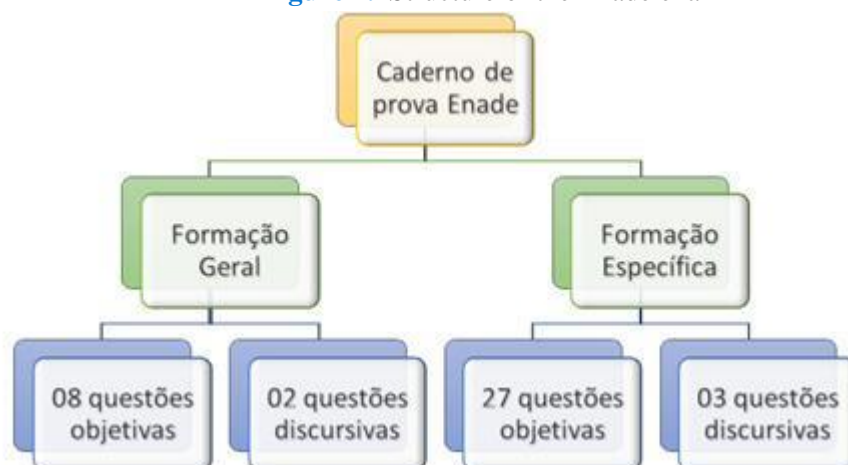 Caderno de
prova Enade
Formação
Geral
Formação
Específica
08 questões
objetivas
02 questões
discursivas
27 questões
objetivas
03 questões
discursivas